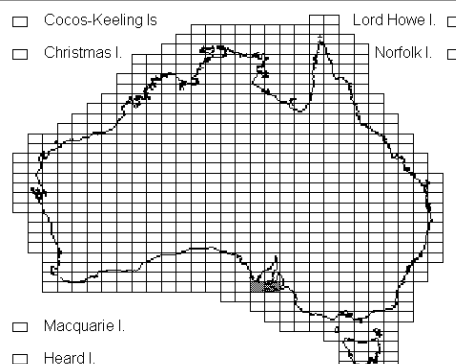 Cocos-Keeling Is
Lord Howe I.
Christmas I.
Norfolk I.
Macquarie I.
Heard I.